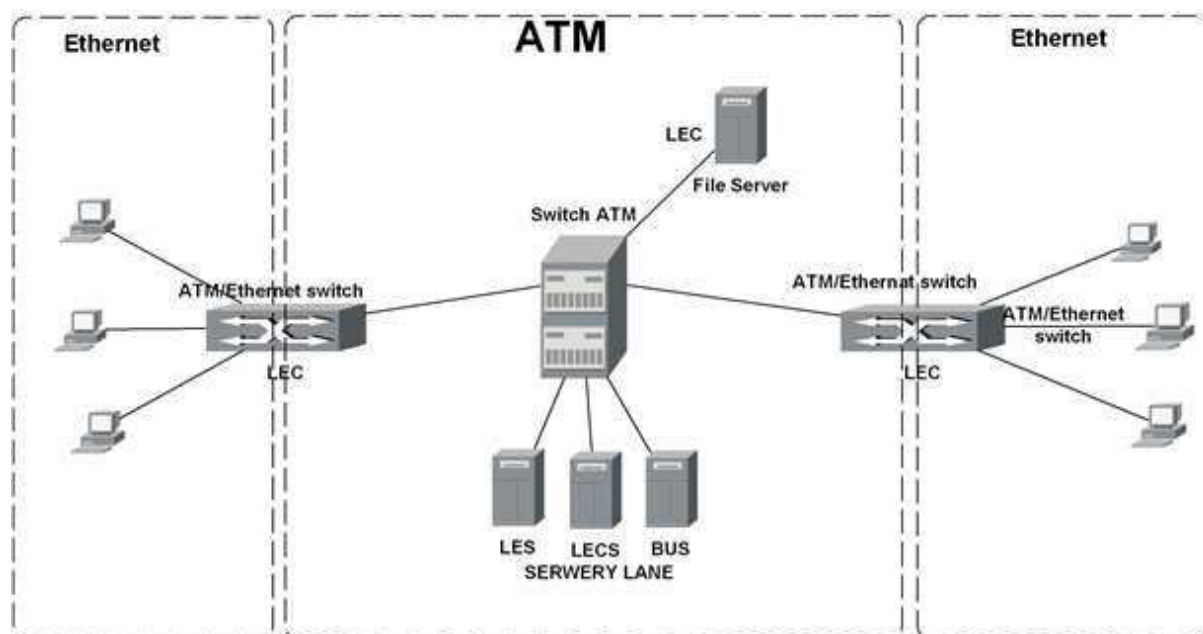 Ethernet
ATM
Ethernet
LEC
File Server
Switch ATM
ATM/Ethernet switch
ATM/Ethernat switch
ATM/Ethernet
switch
LEC
LEC
LES
LECS
BUS
SERWERY LANE